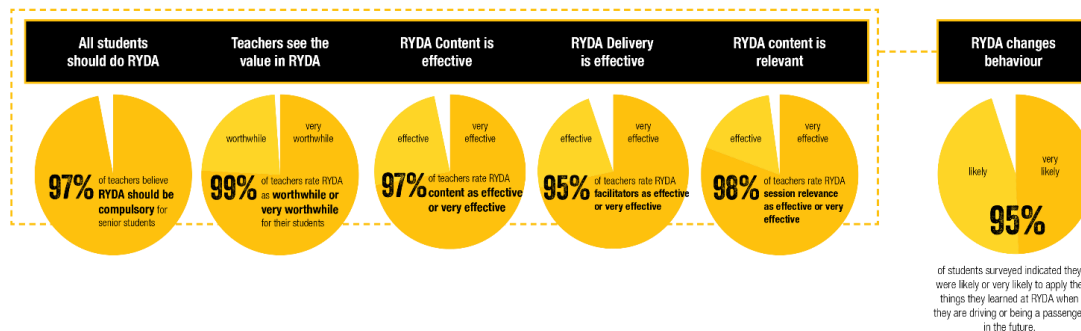 All students
should do RYDA
Teachers see the
value in RYDA
RYDA Content is
effective
RYDA Delivery
is effective
RYDA content is
relevant
RYDA changes
behaviour
97%
of teachers believe
RYDA should be
compulsory for
senior students
worthwhile
very
worthwhile
99%
of teachers rate RYDA
as worthwhile or
very worthwhile
for their students
effective
very
effective
97%
of teachers rate RYDA
content as effective
or very effective
effective
very
effective
95%
of teachers rate RYDA
facilitators as effective
or very effective
effective
very
effective
98%
of teachers rate RYDA
session relevance
as effective or very
effective
likely
very
likely
95%
of students surveyed indicated they
were likely or very likely to apply the
things they learned at RYDA when
they are driving or being a passenge
in the future.